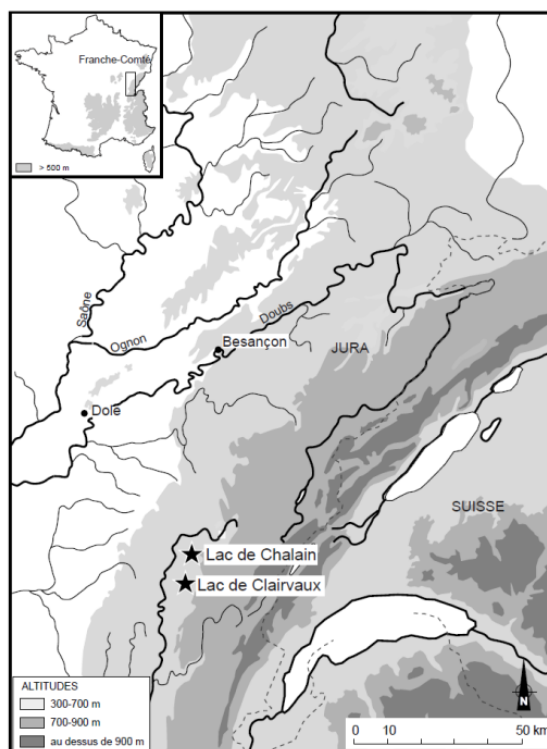 Franche-Comté
> 500 m
Saône
Ognon
Doubs
Besançon
JURA
Dole
SUISSE
Lac de Chalain
Lac de Clairvaux
ALTITUDES
300-700 m
700-900 m
au dessus de 900 m
N
0 10 50 km